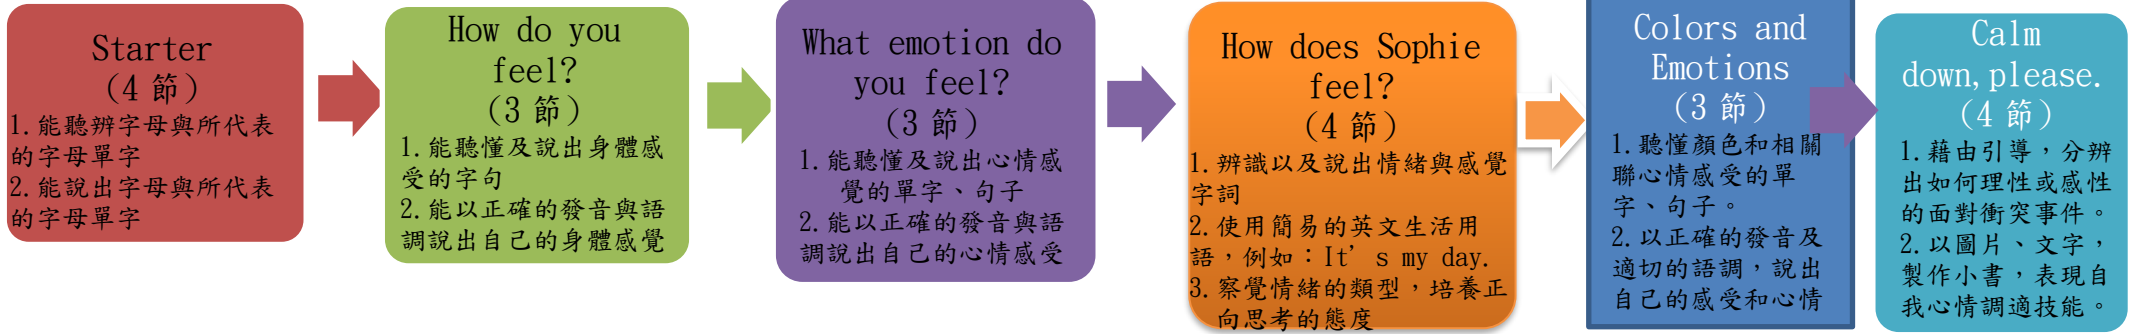 Starter
(4 節)
1.能聽辨字母與所代表
的字母單字
2.能說出字母與所代表
的字母單字
How do you
feel?
(3 節)
1.能聽懂及說出身體感
受的字句
2.能以正確的發音與語
調說出自己的身體感覺
What emotion do
you feel?
(3 節)
1.能聽懂及說出心情感
覺的單字、句子
2.能以正確的發音與語
調說出自己的心情感受
How does Sophie
feel?
(4 節)
1.辨識以及說出情緒與感覺
字詞
2.使用簡易的英文生活用
語，例如：It’s my day.
3.察覺情緒的類型，培養正
向思考的態度
Colors and
Emotions
(3 節)
1.聽懂顏色和相關
聯心情感受的單
字、句子。
2.以正確的發音及
適切的語調，說出
自己的感受和心情
Calm
down,please.
(4 節)
1.藉由引導，分辨
出如何理性或感性
的面對衝突事件。
2.以圖片、文字，
製作小書，表現自
我心情調適技能。